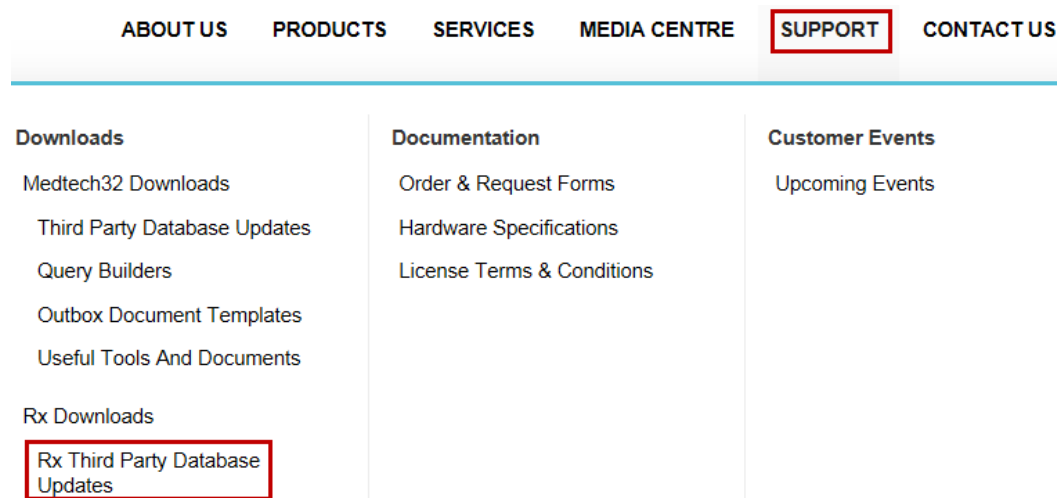 ABOUT US PRODUCTS SERVICES MEDIA CENTRE SUPPORT CONTACT US
Downloads
Medtech32 Downloads
Third Party Database Updates
Query Builders
Outbox Document Templates
Useful Tools And Documents
Rx Downloads
Rx Third Party Database
Updates
Documentation
Order & Request Forms
Hardware Specifications
License Terms & Conditions
Customer Events
Upcoming Events